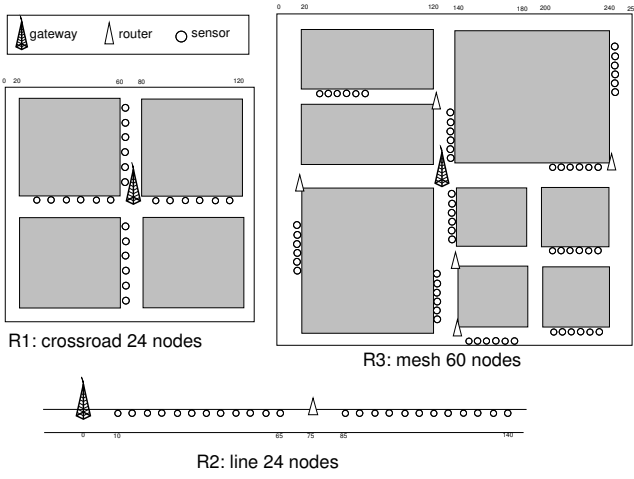 gateway router sensor
0 20 60 80 120
R1: crossroad 24 nodes
0 20 120 140 180 200 240 25
R3: mesh 60 nodes
0 10 65 75 85 140
R2: line 24 nodes